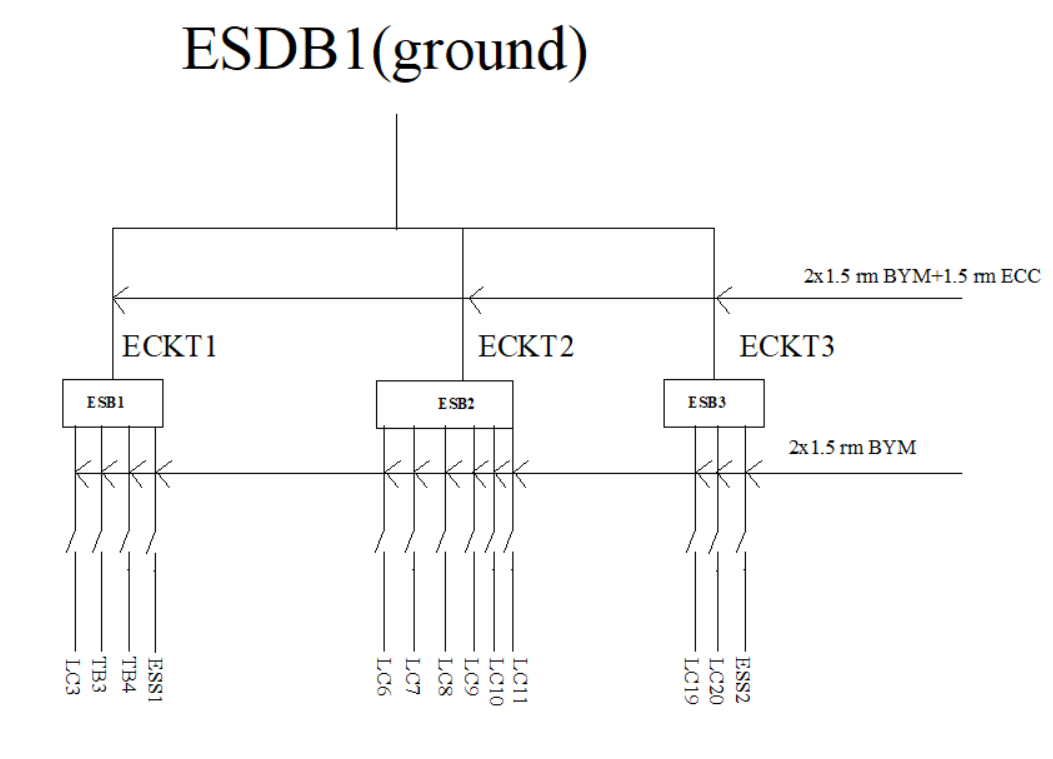 ESDB1(ground)
2x1.5 rm BYM+1.5 rm ECC
ECKT1
ECKT2
ECKT3
ESB1
ESB2
ESB3
2x1.5 rm BYM
LC3
TB3
TB4
ESS1
LC6
LC7
LC8
LC9
LC10
LC11
LC19
LC20
ESS2